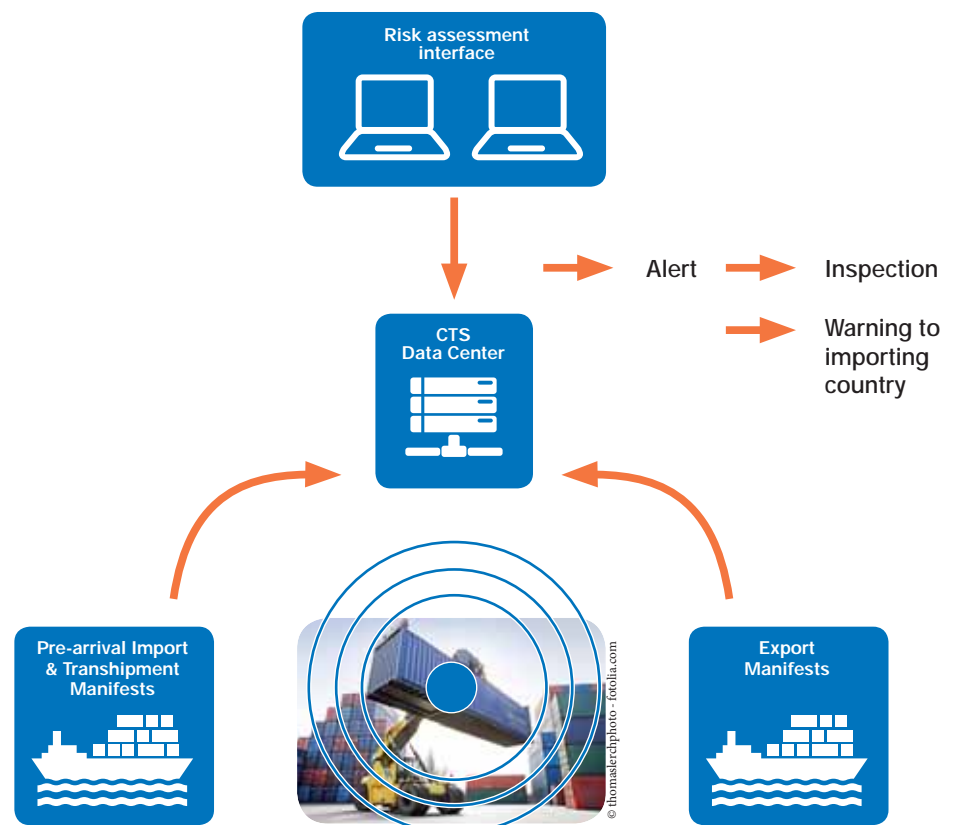 Risk assessment
interface
Alert
Inspection
Warning to
importing
country
CTS
Data Center
Pre-arrival Import
& Transhipment
Manifests
© thomaslerchphoto - fotolia.com
Export
Manifests